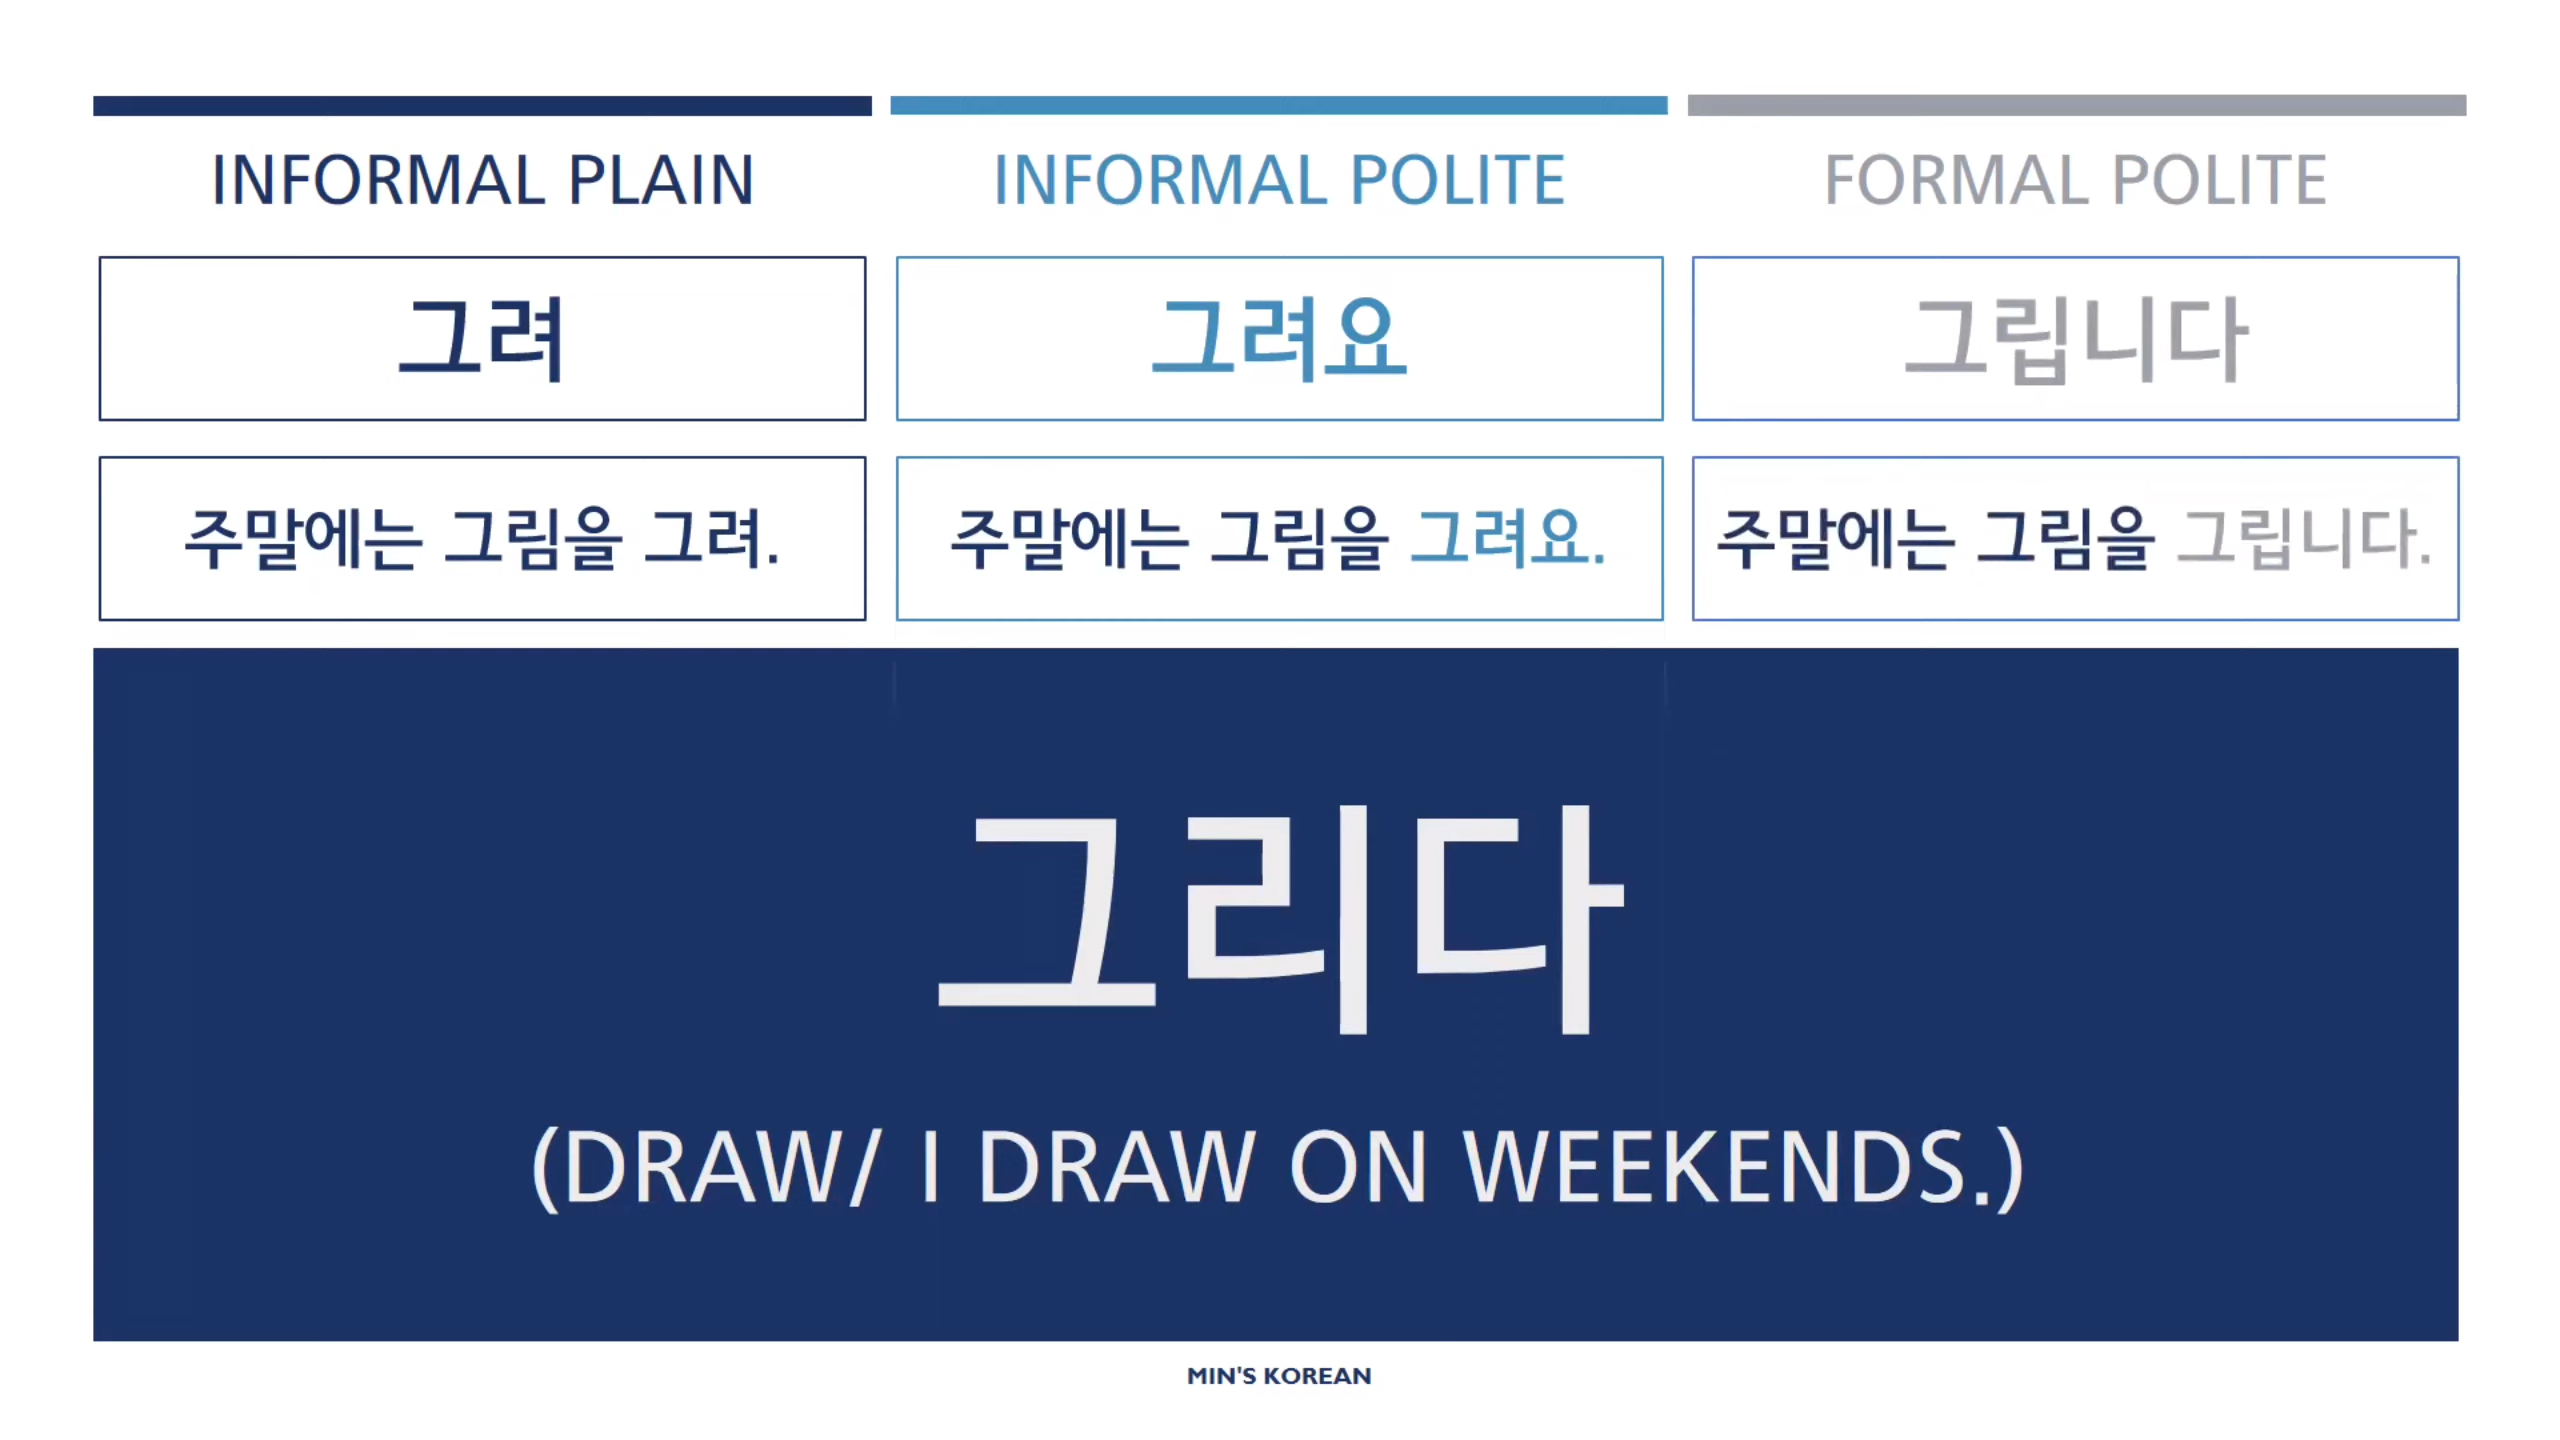 INFORMAL PLAIN
INFORMAL POLITE
FORMAL POLITE
그려
그려요
그립니다
주말에는 그림을 그려.
주말에는 그림을 그려요.
주말에는 그림을 그립니다.
그리다
(DRAW/ I DRAW ON WEEKENDS.)
MIN'S KOREAN